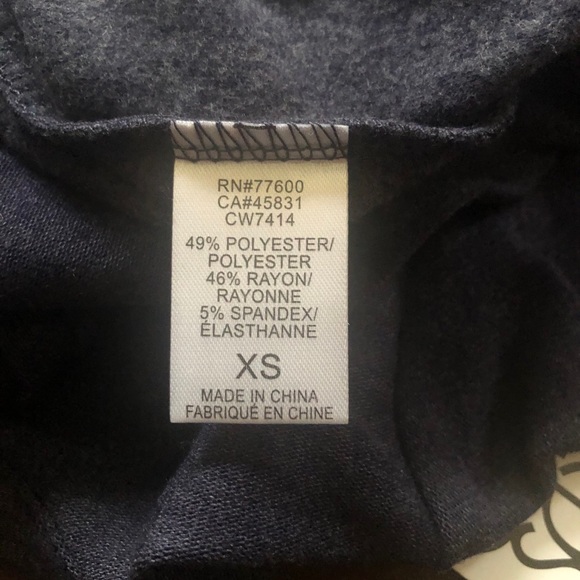 RN#77600
CA#45831
CW7414
49% POLYESTER/
POLYESTER
46% RAYON/
RAYONNE
5% SPANDEX/
ÉLASTHANNE
XS
MADE IN CHINA
FABRIQUÉ EN CHINE